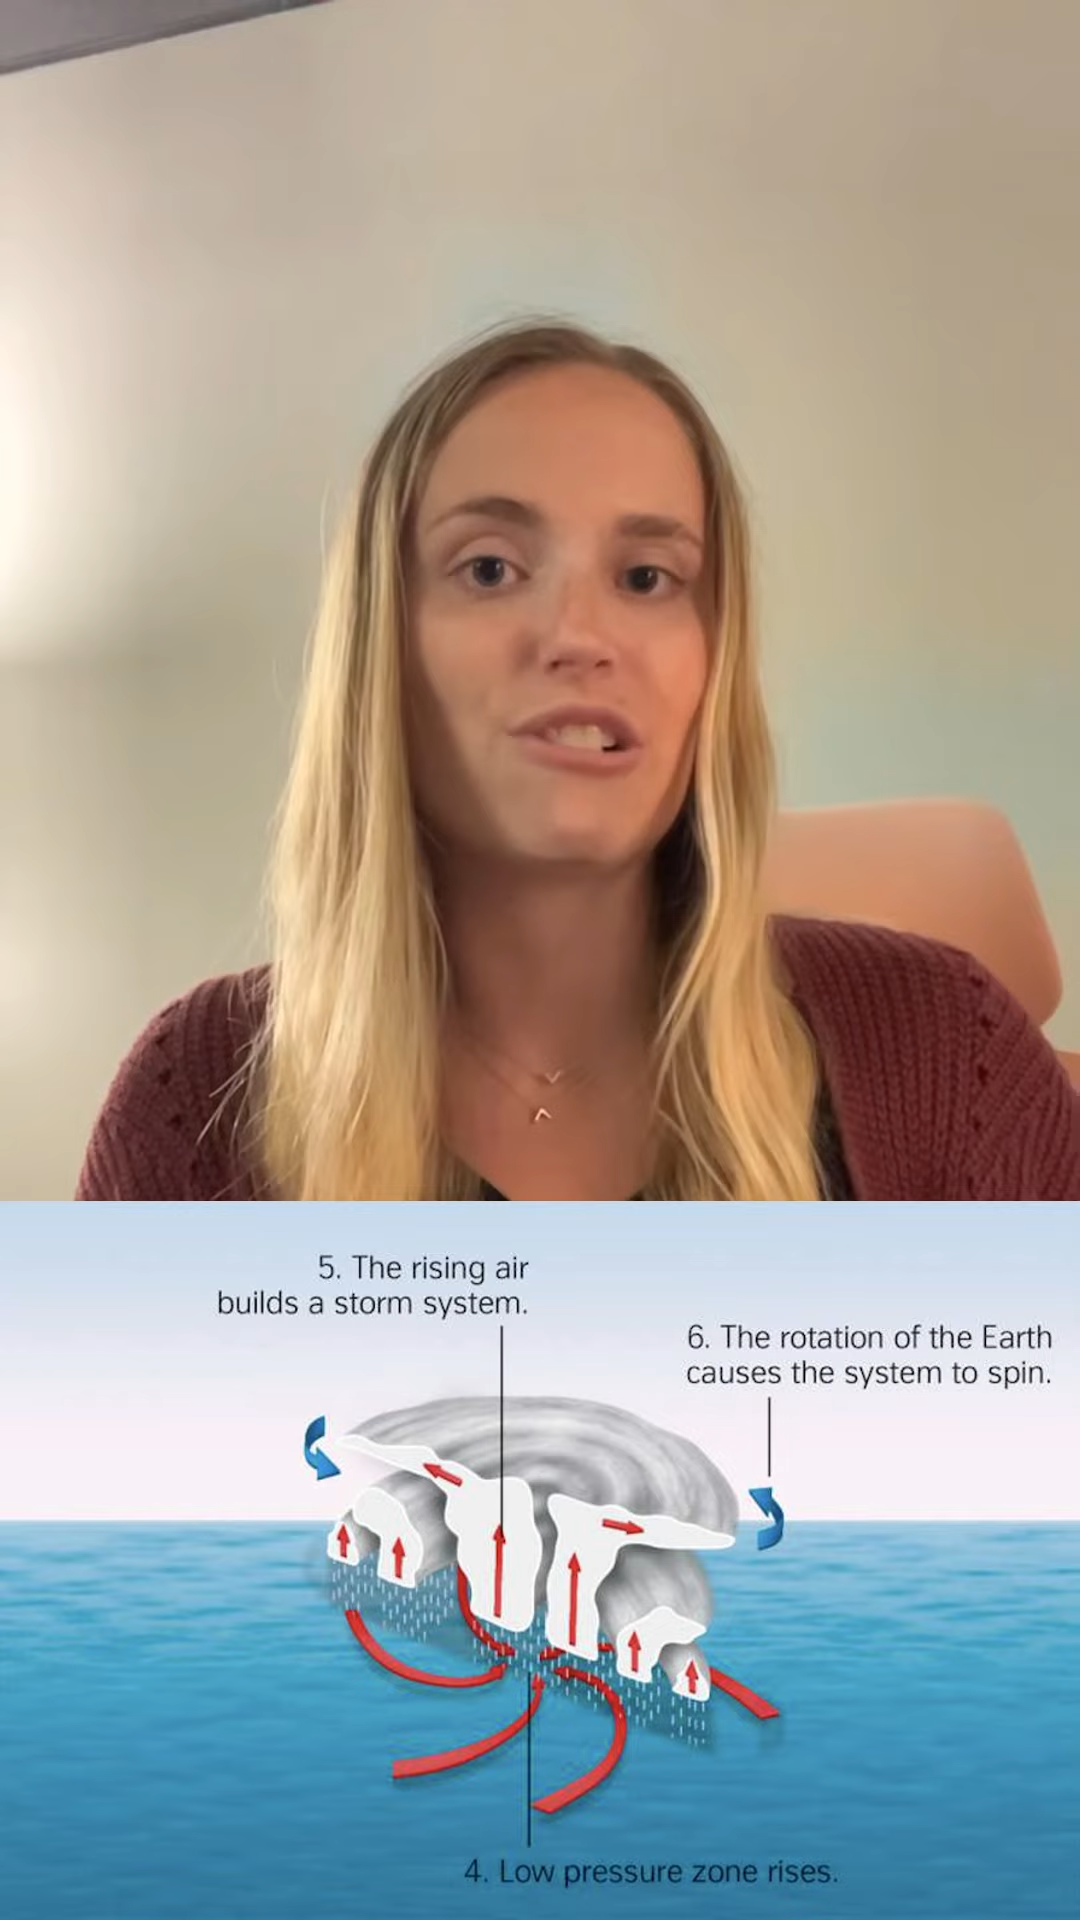 5. The rising air
builds a storm system.
6. The rotation of the Earth
causes the system to spin.
4. Low pressure zone rises.